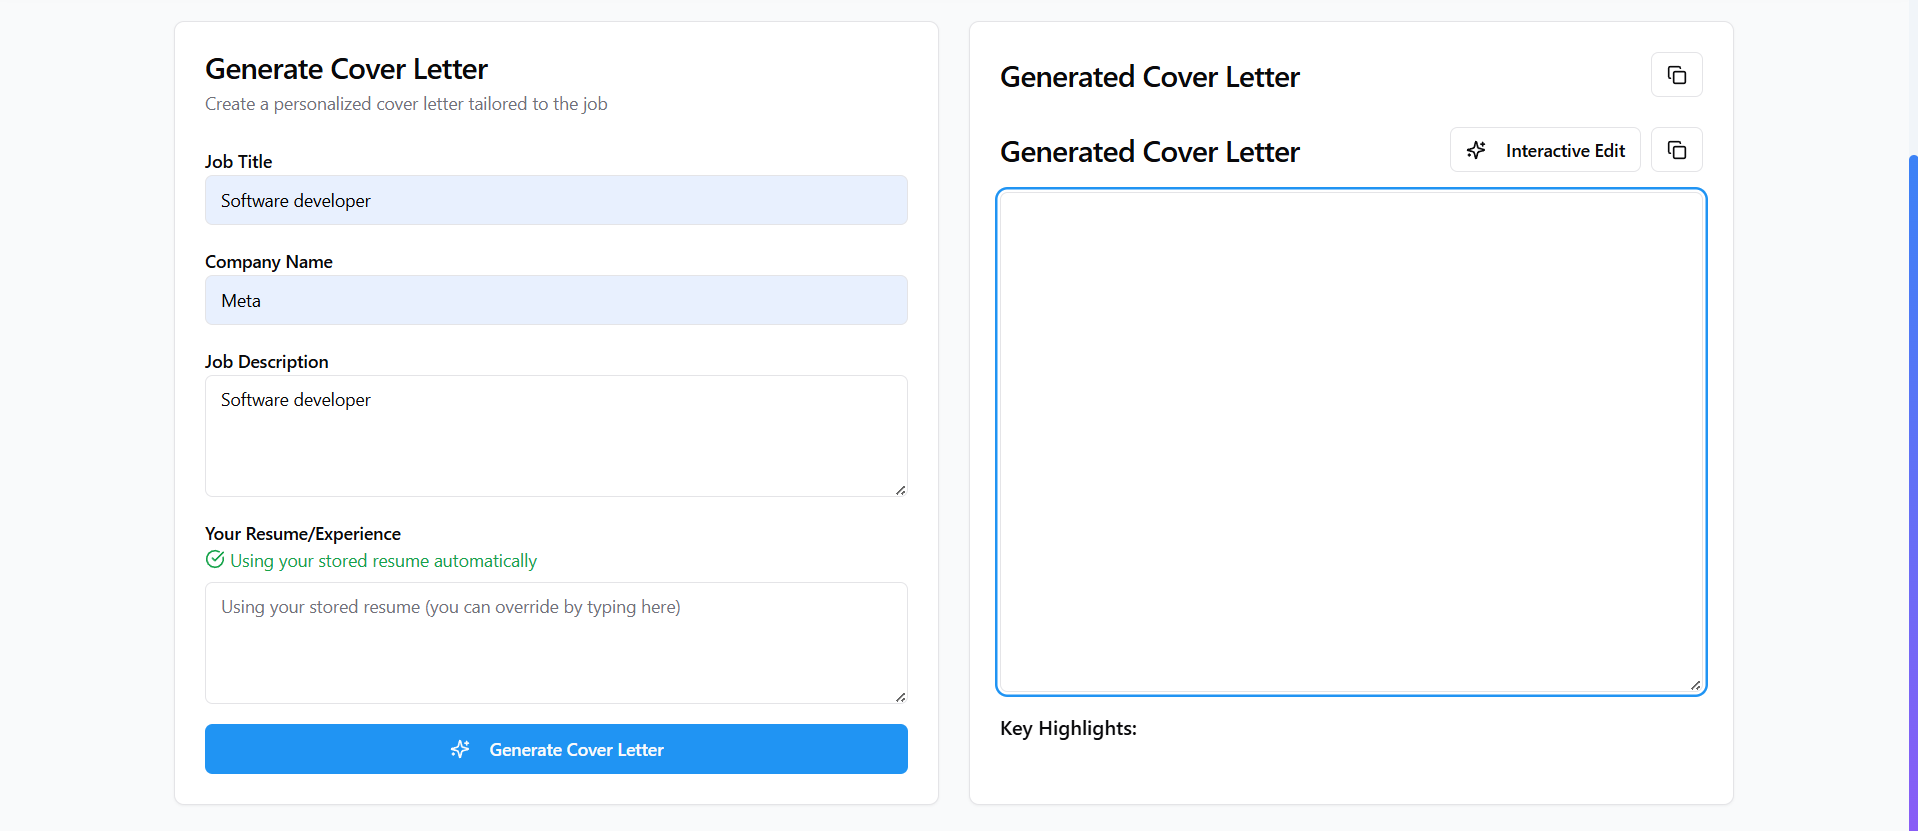 Generate Cover Letter
Create a personalized cover letter tailored to the job
Job Title
Software developer
Company Name
Meta
Job Description
Software developer
Your Resume/Experience
Using your stored resume automatically
Using your stored resume (you can override by typing here)
Generate Cover Letter
Generated Cover Letter
Generated Cover Letter
Interactive Edit
Key Highlights: